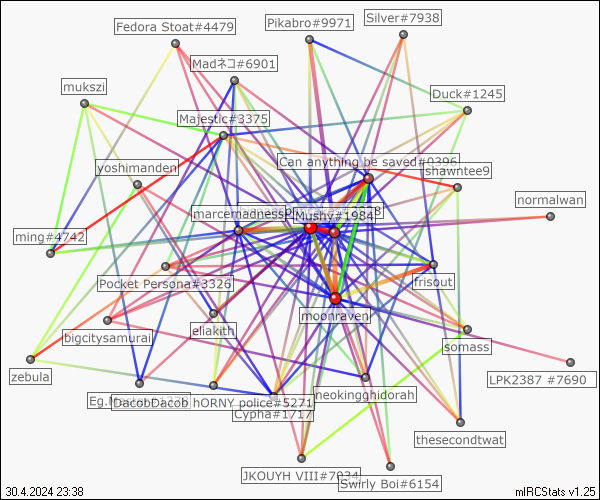 Silver#7938
Pikabro#9971
Fedora Stoat#4479
Madネコ#6901
mukszi
Duck#1245
Majestic#3375
Can anything be saved#0396
yoshimanden
shawntee9
normalwan
marcemadness
Mushy#1984
ming#4742
Pocket Persona#3326
frisout
moonraven
eliakith
bigcitysamurai
somass
zebula
LPK2387 #7690
neokingghidorah
DacobDacob
hORNY police#5271
Cypha#1717
thesecondtwat
JKOUYH VIII#7034
Swirly Boi#6154
30.4.2024 23:38
mIRCStats v1.25